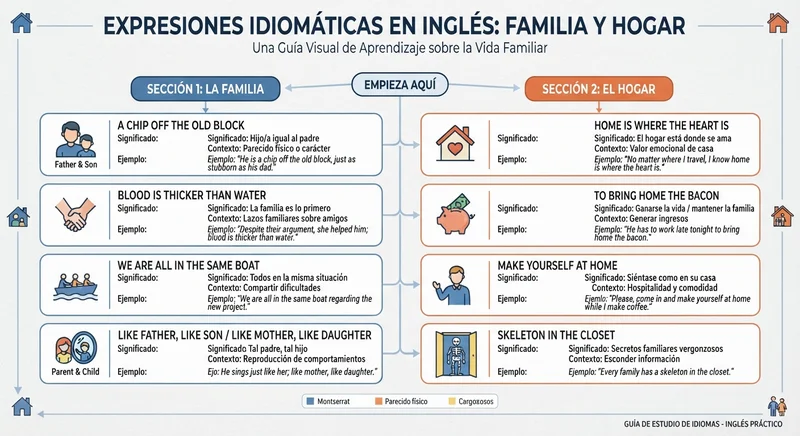 EXPRESIONES IDIOMÁTICAS EN INGLÉS: FAMILIA Y HOGAR
Una Guía Visual de Aprendizaje sobre la Vida Familiar
EMPIEZA AQUÍ
SECCIÓN 1: LA FAMILIA
A CHIP OFF THE OLD BLOCK
Significado: Significado: Hijo/a igual al padre
Contexto: Parecido físico o carácter
Ejemplo: Ejemplo: "He is a chip off the old block, just as
stubborn as his dad."
Father & Son
BLOOD IS THICKER THAN WATER
Significado: Significado: La familia es lo primero
Contexto: Lazos familiares sobre amigos
Ejemplo: Ejemplo: "Despite their argument, she helped him;
blood is thicker than water."
WE ARE ALL IN THE SAME BOAT
Significado: Significado: Todos en la misma situación
Contexto: Compartir dificultades
Ejemplo: Ejemplo; "We are all in the same boat regarding the
new project."
LIKE FATHER, LIKE SON / LIKE MOTHER, LIKE DAUGHTER
Significado: Significado Tal padre, tal hijo
Contexto: Reproducción de comportamientos
Ejemplo: Ejo: He sings just like her; like mother, like daughter."
Parent & Child
SECCIÓN 2: EL HOGAR
HOME IS WHERE THE HEART IS
Significado: Significado: El hogar está donde se ama
Contexto: Valor emocional de casa
Ejemplo: Ejemplo: "No matter where I travel, I know home
is where the heart is."
TO BRING HOME THE BACON
Significado: Significado: Ganarse la vida / mantener la familia
Contexto: Generar ingresos
Ejemplo: Ejemplo: "He has to work late tonight to bring
home the bacon."
MAKE YOURSELF AT HOME
Significado: Significado: Siéntase como en su casa
Contexto: Hospitalidad y comodidad
Ejemplo: Ejemlo: "Please, come in and make yourself at home
while I make coffee."
SKELETON IN THE CLOSET
Significado: Significado: Secretos familiares vergonzosos
Contexto: Esconder información
Ejemplo: Ejemplo: "Every family has a skeleton in the closet."
Montserrat Parecido físico Cargozosos
GUÍA DE ESTUDIO DE IDIOMAS - INGLÉS PRÁCTICO